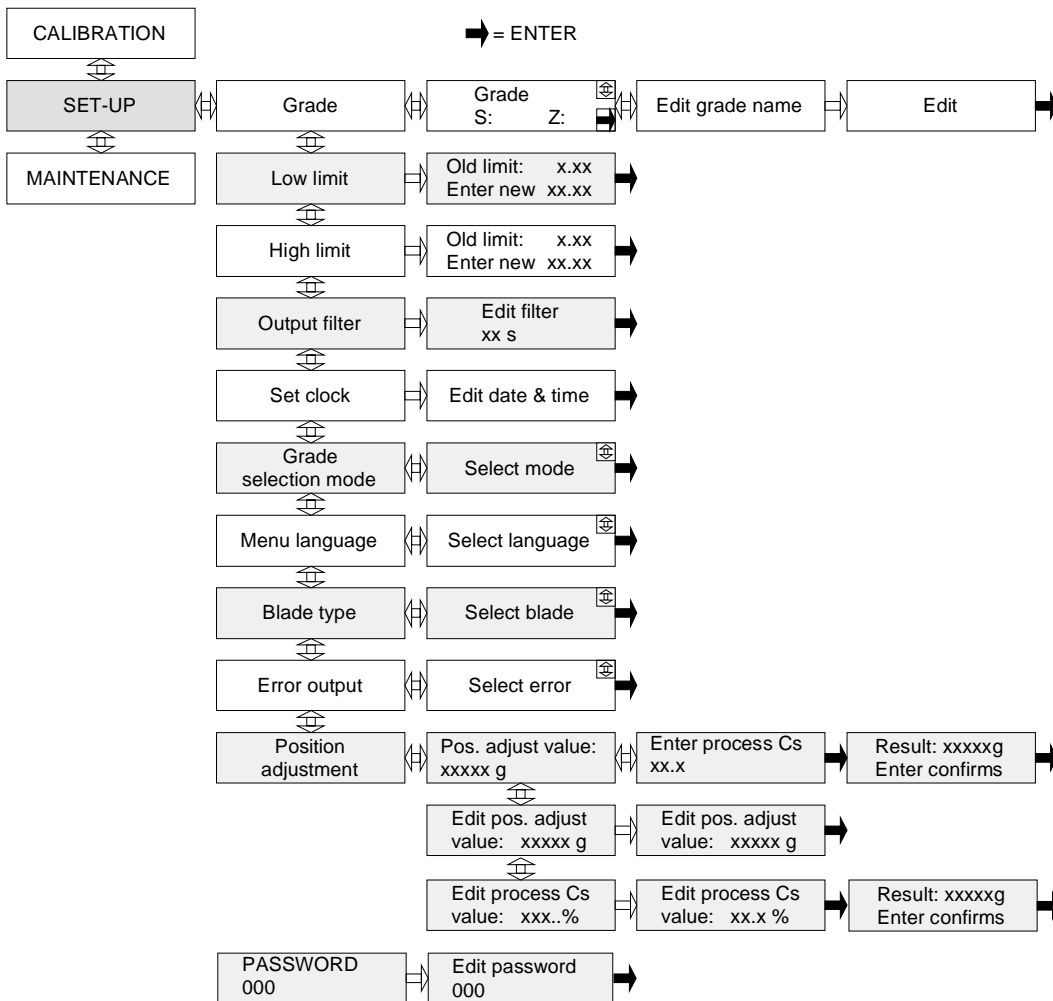 CALIBRATION
= ENTER
SET-UP
Grade
Grade
S: Z:
Edit grade name
Edit
MAINTENANCE
Low limit
Old limit: x.xx
Enter new xx.xx
High limit
Old limit: x.xx
Enter new xx.xx
Output filter
Edit filter
xx s
Set clock
Edit date & time
Grade
selection mode
Select mode
Menu language
Select language
Blade type
Select blade
Error output
Select error
Position
adjustment
Pos. adjust value:
xxxxx g
Enter process Cs
xx.x
Result: xxxxxg
Enter confirms
Edit pos. adjust
value: xxxxx g
Edit pos. adjust
value: xxxxx g
Edit process Cs
value: xxx..%
Edit process Cs
value: xx.x %
Result: xxxxxg
Enter confirms
PASSWORD
000
Edit password
000